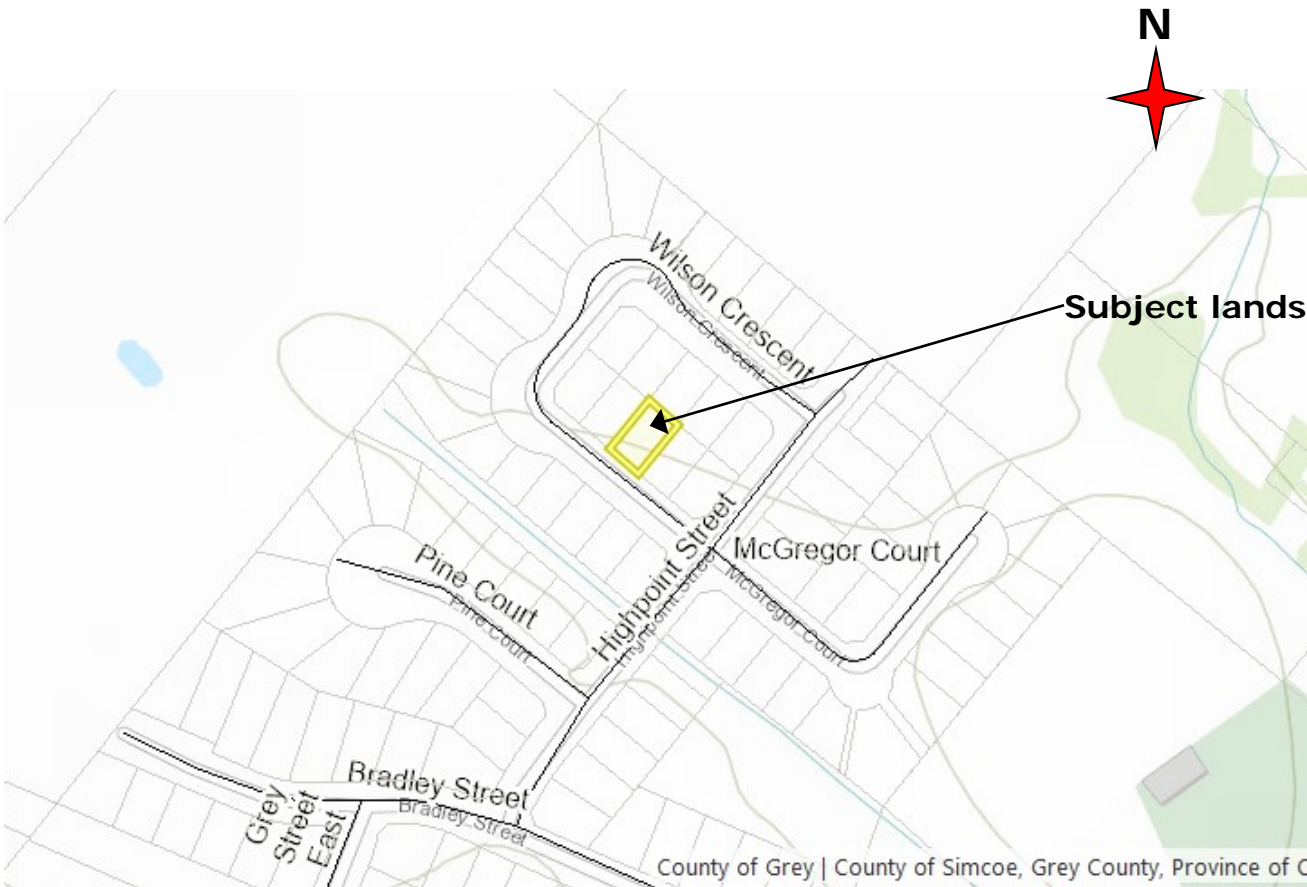 N
Wilson Crescent
Wilson Crescent
Subject lands
Highpoint Street
Highpoint Street
McGregor Court
McGregor Court
Pine Court
Pine Court
Bradley Street
Bradley Street
Grey
Street
East
County of Grey | County of Simcoe, Grey County, Province of